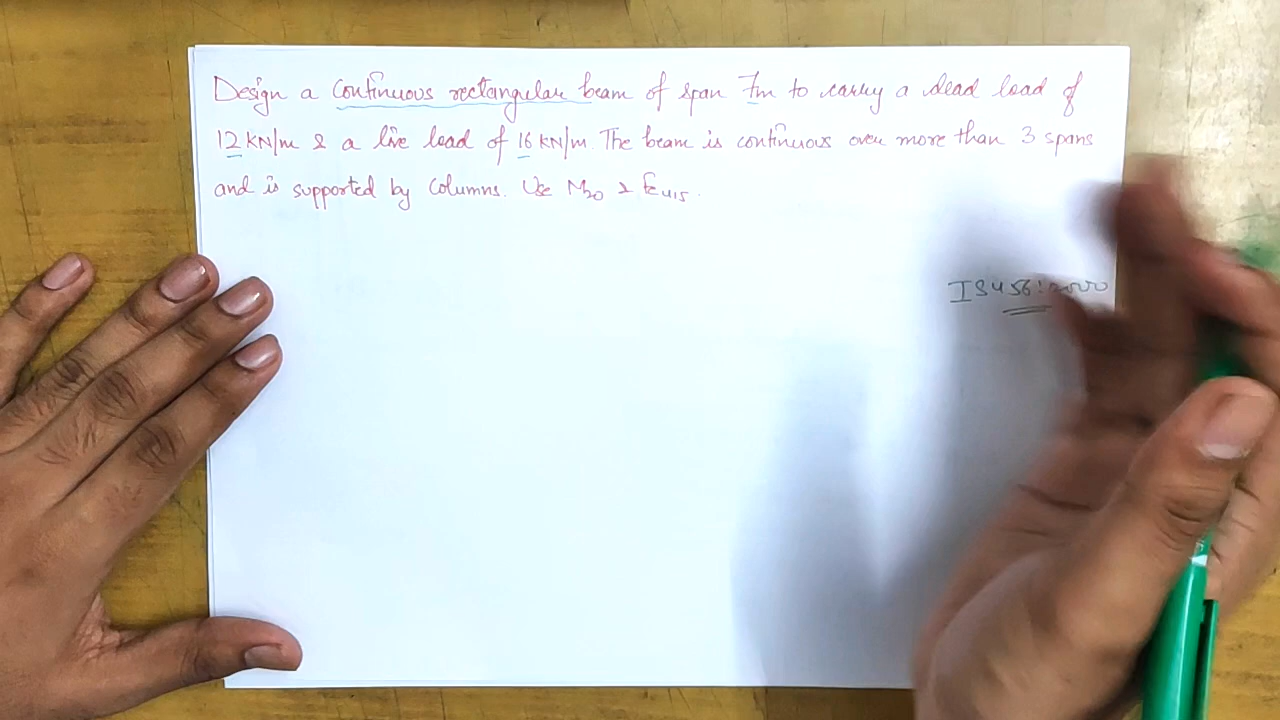 Design a continuous rectangular beam of span 7m to carry a dead load of
12 KN/m & a live load of 16 KN/m. The beam is continuous over more than 3 spans
and is supported by columns. Use M20 & Fe415.
IS456:2000